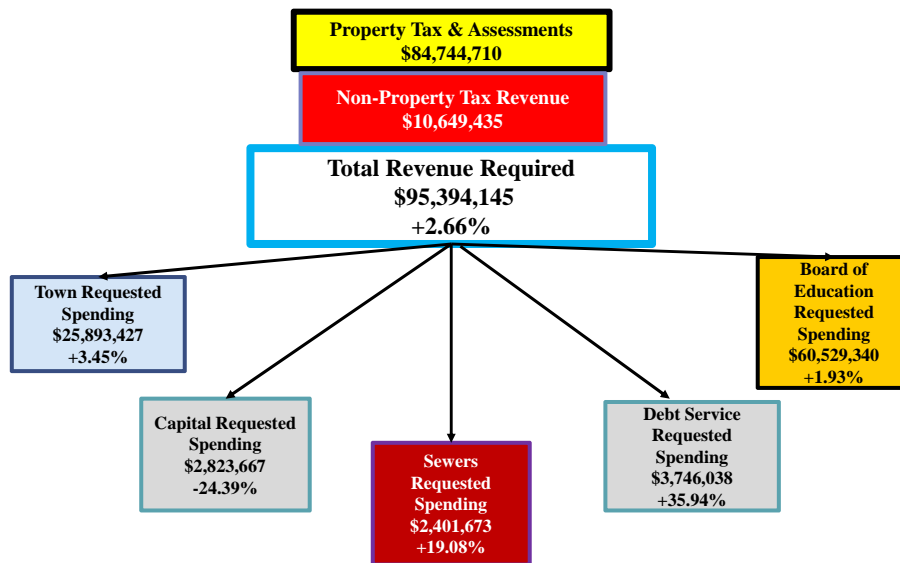 Property Tax & Assessments
$84,744,710
Non-Property Tax Revenue
$10,649,435
Total Revenue Required
$95,394,145
+2.66%
Town Requested
Spending
$25,893,427
+3.45%
Board of
Education
Requested
Spending
$60,529,340
+1.93%
Capital Requested
Spending
$2,823,667
-24.39%
Sewers
Requested
Spending
$2,401,673
+19.08%
Debt Service
Requested
Spending
$3,746,038
+35.94%